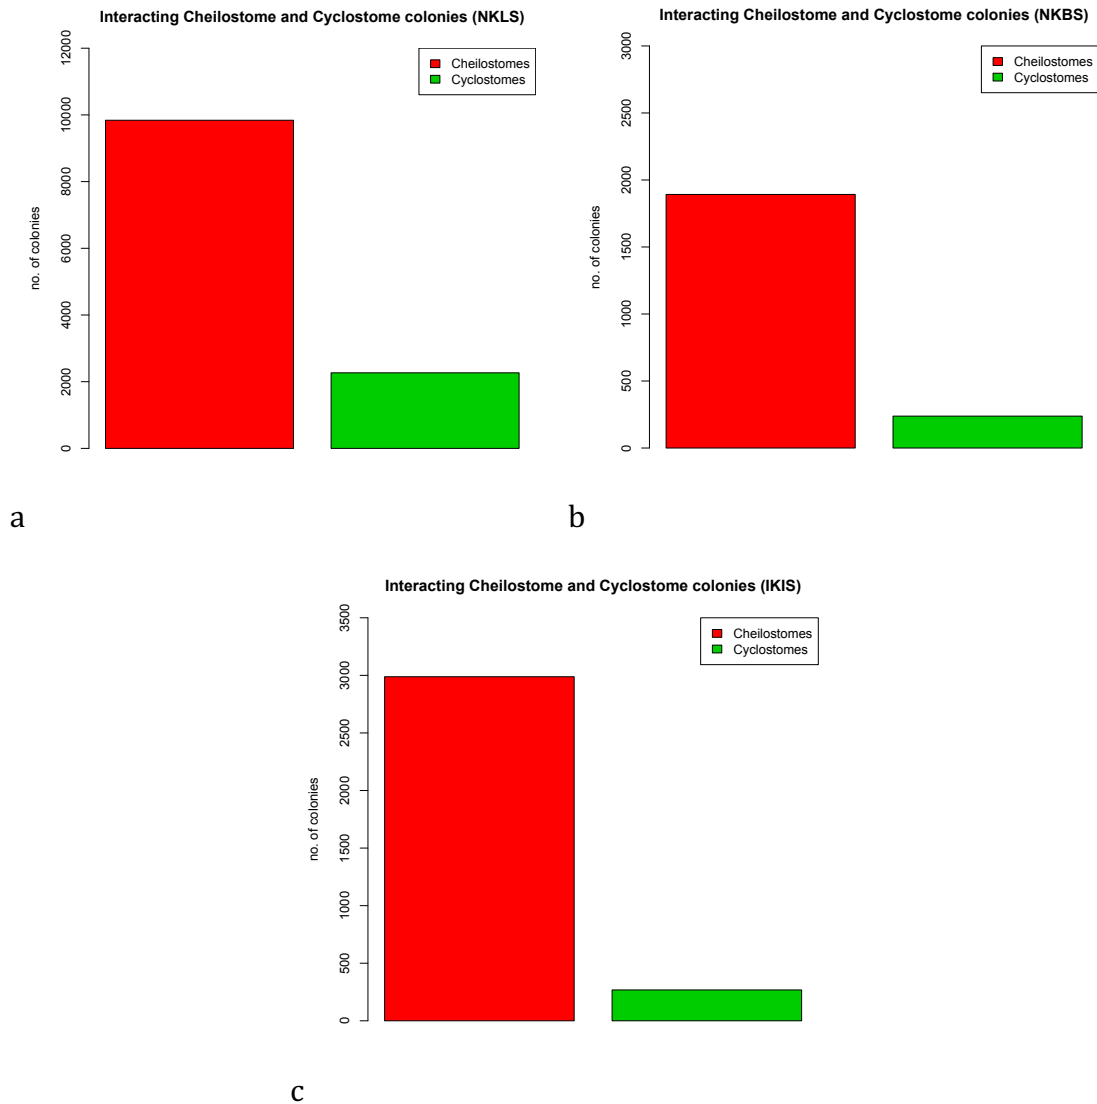 Interacting Cheilostome and Cyclostome colonies (NKLS)
12000
10000
8000
6000
4000
2000
0
no. of colonies
Cheilostomes
Cyclostomes
a
Interacting Cheilostome and Cyclostome colonies (NKBS)
3000
2500
2000
1500
1000
500
0
no. of colonies
Cheilostomes
Cyclostomes
b
Interacting Cheilostome and Cyclostome colonies (IKIS)
3500
3000
2500
2000
1500
1000
500
0
no. of colonies
Cheilostomes
Cyclostomes
c